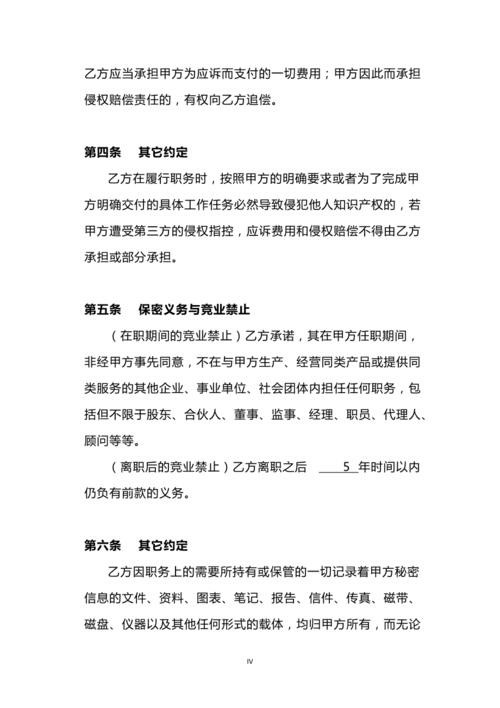 乙方应当承担甲方为应诉而支付的一切费用；甲方因此而承担
侵权赔偿责任的，有权向乙方追偿。
第四条 其它约定
乙方在履行职务时，按照甲方的明确要求或者为了完成甲
方明确交付的具体工作任务必然导致侵犯他人知识产权的，若
甲方遭受第三方的侵权指控，应诉费用和侵权赔偿不得由乙方
承担或部分承担。
第五条 保密义务与竞业禁止
（在职期间的竞业禁止）乙方承诺，其在甲方任职期间，
非经甲方事先同意，不在与甲方生产、经营同类产品或提供同
类服务的其他企业、事业单位、社会团体内担任任何职务，包
括但不限于股东、合伙人、董事、监事、经理、职员、代理人、
顾问等等。
（离职后的竞业禁止）乙方离职之后 5 年时间以内
仍负有前款的义务。
第六条 其它约定
乙方因职务上的需要所持有或保管的一切记录着甲方秘密
信息的文件、资料、图表、笔记、报告、信件、传真、磁带、
磁盘、仪器以及其他任何形式的载体，均归甲方所有，而无论
IV